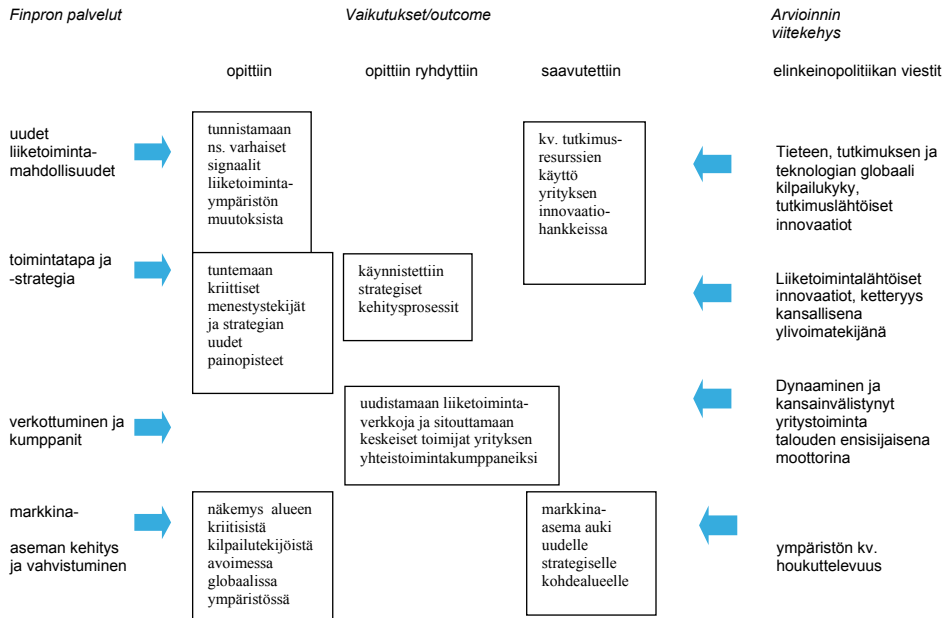 Finpron palvelut
Vaikutukset/outcome
Arvioinnin
viitekehys
opittiin
opittiin ryhdyttiin
saavutettiin
elinkeinopolitiikan viestit
uudet
liiketoiminta-
mahdollisuudet
tunnistamaan
ns. varhaiset
signaalit
liiketoiminta-
ympäristön
muutoksista
kv. tutkimus-
resurssien
käyttö
yrityksen
innovaatio-
hankkeissa
Tieteen, tutkimuksen ja
teknologian globaali
kilpailukyky,
tutkimuslähtöiset
innovaatiot
toimintatapa ja
-strategia
tuntemaan
kriittiset
menestystekijät
ja strategian
uudet
painopisteet
käynnistettiin
strategiset
kehitysprosessit
Liiketoimintalähtöiset
innovaatiot, ketteryys
kansallisena
ylivoimatekijänä
verkottuminen ja
kumppanit
uudistamaan liiketoiminta-
verkkoja ja sitouttamaan
keskeiset toimijat yrityksen
yhteistoimintakumppaneiksi
Dynaaminen ja
kansainvälistynyt
yritystoiminta
talouden ensisijaisena
moottorina
markkina-
aseman kehitys
ja vahvistuminen
näkemys alueen
kriitisistä
kilpailutekijöistä
avoimessa
globaalissa
ympäristössä
markkina-
asema auki
uudelle
strategiselle
kohdealueelle
ympäristön kv.
houkuttelevuus